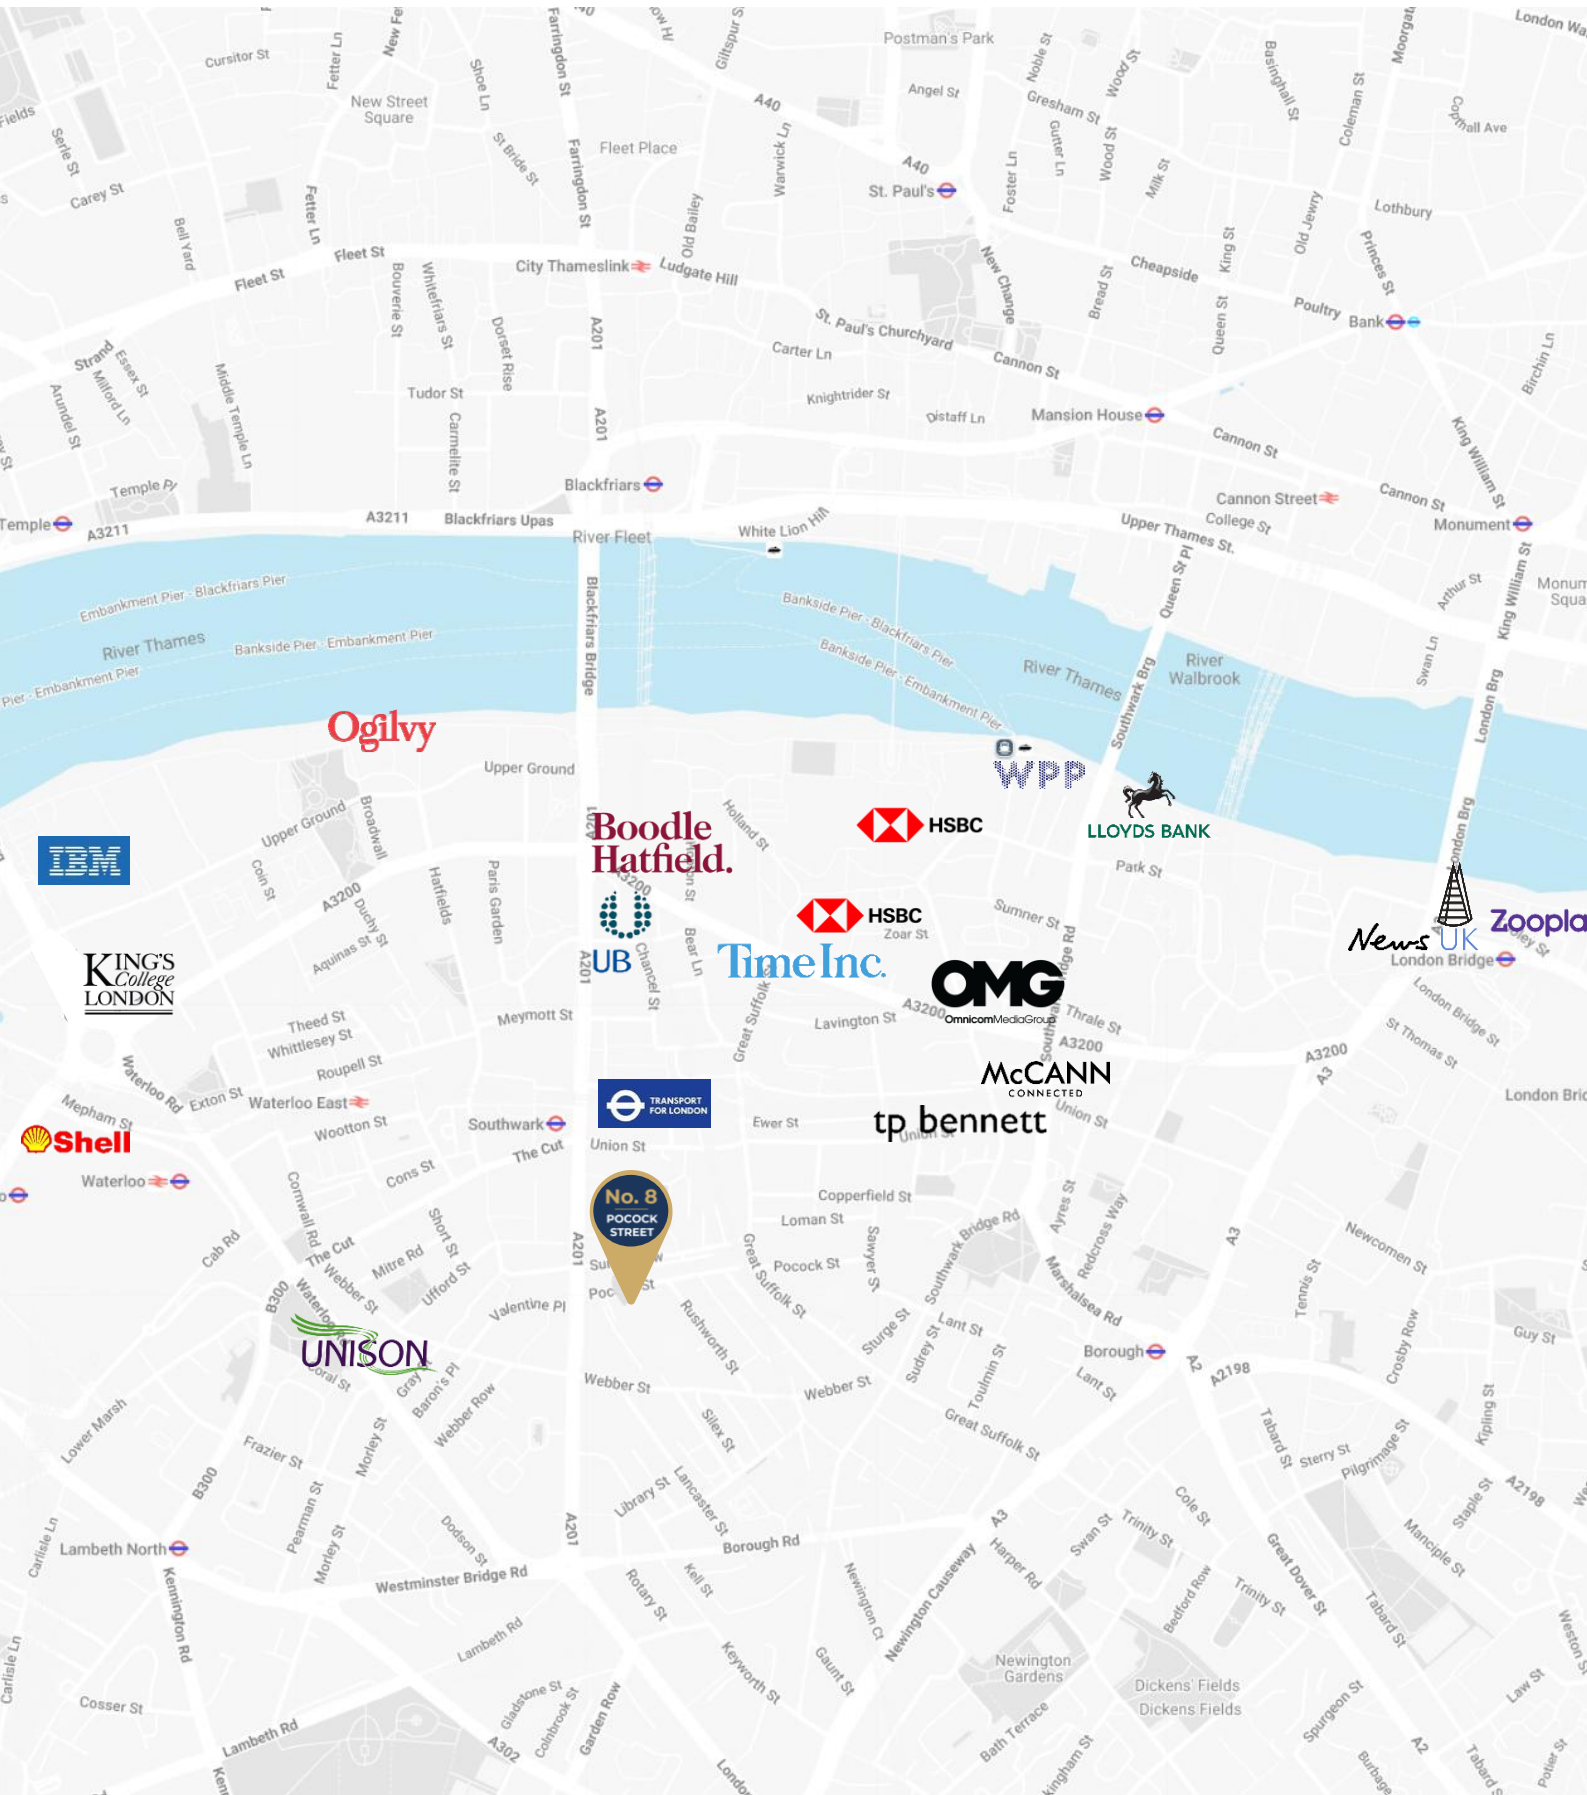 London Wa
Postman's Park
Cursitor St
Fetter Ln
New Fe
Farringdon St
Shoe Ln
Giltspur S
Noble St
Wood St
Basinghall St
Moorgat
Coleman St
Angel St
Gresham St
A40
New Street
Square
Copthall Ave
Fields
Serle St
St Bride St
Farringdon St
Fleet Place
Warwick Ln
A40
Foster Ln
Gutter Ln
Wood St
Milk St
St. Paul's
Carey St
Fetter Ln
Bell Yard
Old Bailey
Old Jewry
Lothbury
Princes St
King St
Fleet St
Fleet St
City Thameslink
Ludgate Hill
New Change
Cheapside
Bread St
Bouverie St
Whitefriars St
Dorset Rise
A201
St. Paul's Churchyard
Queen St
Poultry
Bank
Birchin Ln
Strand
Essex St
Milford Ln
Arundel St
Middle Temple Ln
Carter Ln
Cannon St
Tudor St
Knightrider St
Distaff Ln
Mansion House
A201
Carmelite St
Cannon St
King William St
Temple Pl
Blackfriars
Cannon Street
Cannon St
Temple
A3211
A3211
Blackfriars Upas
River Fleet
White Lion Hill
Upper Thames St.
College St
Monument
Embankment Pier - Blackfriars Pier
Blackfriars Bridge
Bankside Pier - Blackfriars Pier
Queen St Pl
Arthur St
King William St
Monum
Squa
River Thames
Bankside Pier - Embankment Pier
Bankside Pier - Embankment Pier
River Thames
River
Walbrook
Swan Ln
Pier - Embankment Pier
Southwark Brg
London Brg
Ogilvy
Upper Ground
WPP
LLOYDS BANK
Upper Ground
Broadwall
Boodle
Hatfield.
Holland St
HSBC
London Brg
IBM
Coin St
A3200
Duchy St
Hatfields
Paris Garden
A3200
Park St
UB
HSBC
Zoar St
Sumner St
News UK
Zoopla
London Bridge
KING'S
College
LONDON
Aquinas St
A201
Chancel St
Bear Ln
Time Inc.
OMG
OmnicomMediaGroup
Theed St
Whittlesey St
Roupell St
Meymott St
Great Suffolk St
Lavington St
A3200
Thrale St
A3200
A3200
A3
London Bridge St
St Thomas St
Waterloo Rd
Exton St
Waterloo East
TRANSPORT
FOR LONDON
McCANN
CONNECTED
London Bric
Mepham St
Wootton St
Southwark
Ewer St
tp bennett
Union St
Union St
Shell
The Cut
Union St
Waterloo
Cons St
No. 8
POCOCK
STREET
Copperfield St
Loman St
Ayres St
Redcross Way
Cornwall Rd
Short St
Cab Rd
The Cut
Mitre Rd
A201
Great Suffolk St
Sawyer St
Southwark Bridge Rd
A3
Newcomen St
Webber St
Ufford St
Pocock St
Marshalsea Rd
Tennis St
B300
Valentine Pl
Rushworth St
Sturge St
Lant St
Sudrey St
Crosby Row
Guy St
UNISON
Coral St
Baron's Pl
Borough
A2
A2198
Webber St
Webber St
Toulmin St
Lant St
Webber Row
Lower Marsh
Frazier St
Morley St
Silex St
Great Suffolk St
Tabard St
Sterry St
Pilgrimage St
Kipling St
B300
Pearman St
Library St
Lancaster St
A2198
Staple St
Cole St
Carlisle Ln
Lambeth North
Morley St
Dodson St
A201
Borough Rd
A3
Swan St
Trinity St
Manciple St
Great Dover St
Kennington Rd
Westminster Bridge Rd
Rotary St
Kell St
Newington Ct
Newington Causeway
Harper Rd
Bedford Row
Trinity St
Tabard St
Weston S
Carlisle Ln
Lambeth Rd
Keyworth St
Gaunt St
Newington
Gardens
Dickens' Fields
Dickens Fields
Law St
Cosser St
Gladstone St
Colnbrook St
Garden Row
Spurgeon St
Lambeth Rd
A302
Bath Terrace
A2
Potier St
Kenn
Londo
kingham St
Burbage
Tabard S